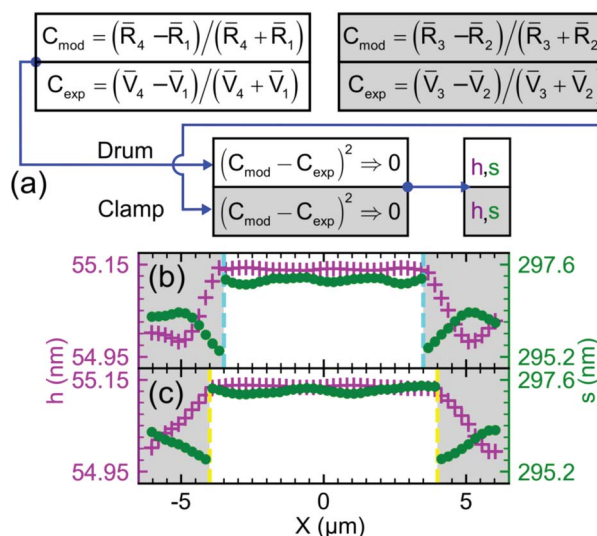 C_mod = (R̄_4 − R̄_1)/(R̄_4 + R̄_1)
C_exp = (V̄_4 − V̄_1)/(V̄_4 + V̄_1)
C_mod = (R̄_3 − R̄_2)/(R̄_3 + R̄_2
C_exp = (V̄_3 − V̄_2)/(V̄_3 + V̄_2
Drum
(C_mod − C_exp)² ⇒ 0
h,s
(a)
Clamp
(C_mod − C_exp)² ⇒ 0
h,s
55.15
(b)
297.6
54.95
295.2
55.15
(c)
297.6
54.95
295.2
h (nm)
s (nm)
-5
0
5
X (μm)